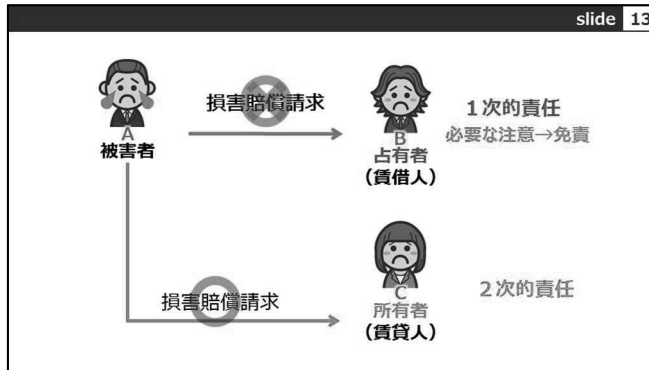 slide 13
損害賠償請求
A
被害者
B
占有者
(賃借人)
1次的責任
必要な注意→免責
損害賠償請求
C
所有者
(賃貸人)
2次的責任